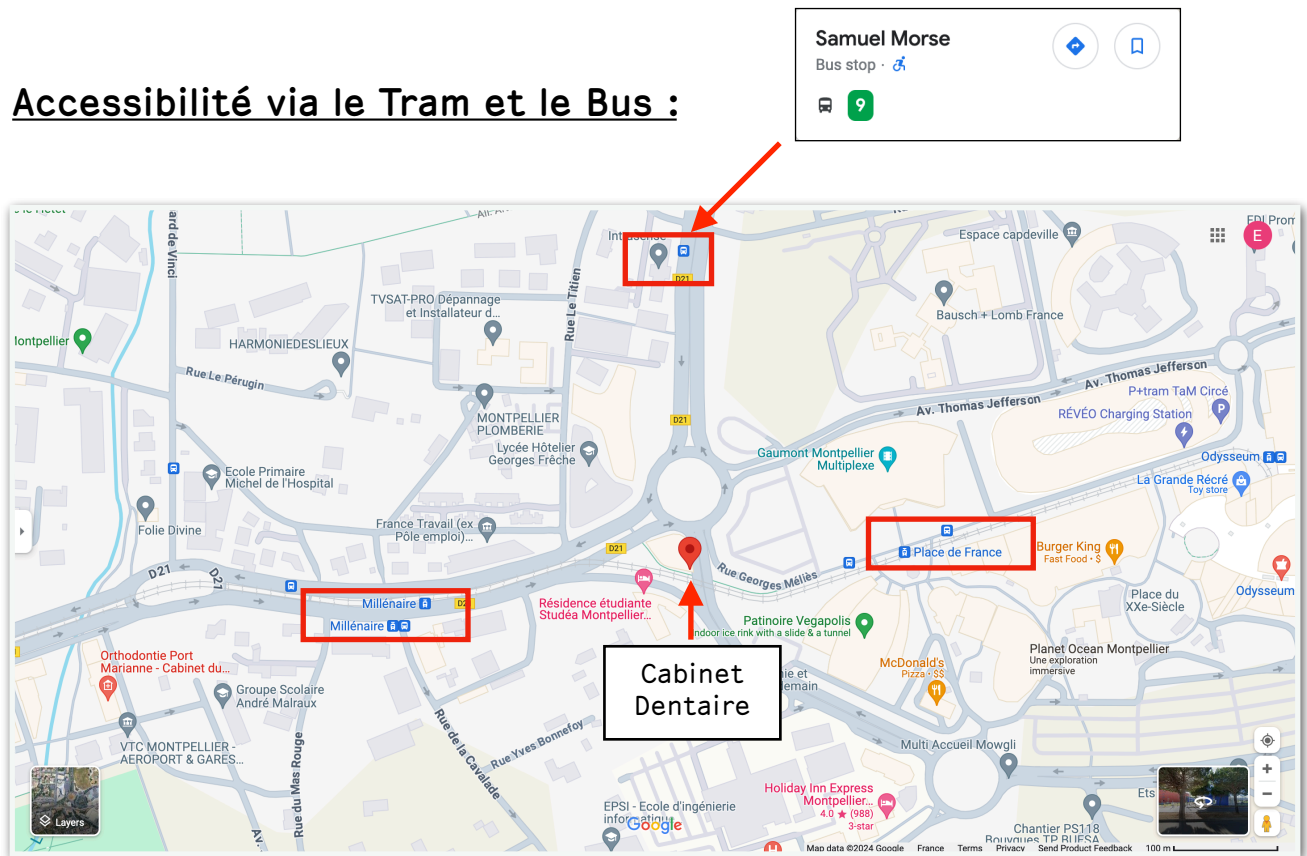 Samuel Morse
Bus stop ·
9
Accessibilité via le Tram et le Bus :
ard de Vinci
Espace capdeville
E
D21
Rue Le Titien
TVSAT-PRO Dépannage
et Installateur d...
Bausch + Lomb France
HARMONIEDESLIEUX
Rue Le Pérugin
Av. Thomas Jefferson
P+tram TaM Circé
P
Av. Thomas Jefferson
RÉVÉO Charging Station
MONTPELLIER
PLOMBERIE
D21
Lycée Hôtelier
Georges Frêche
Gaumont Montpellier
Multiplexe
Odysseum
Ecole Primaire
Michel de l'Hospital
La Grande Récré
Toy store
Folie Divine
France Travail (ex
Pôle emploi)...
D21
Place de France
Burger King
Fast Food · $
D21
D21
Rue Georges Méliès
Millénaire
Millénaire
Résidence étudiante
Studéa Montpellier...
Place du
XXe-Siècle
Odysseum
Patinoire Vegapolis
ndoor ice rink with a slide & a tunnel
Planet Ocean Montpellier
Une exploration
immersive
Orthodontie Port
Marianne - Cabinet du...
Cabinet
Dentaire
McDonald's
Pizza · $$
Groupe Scolaire
André Malraux
VTC MONTPELLIER -
AEROPORT & GARES...
Rue du Mas Rouge
Rue de la Cavalade
Rue Yves Bonnefoy
Multi Accueil Mowgli
Holiday Inn Express
Montpellier...
4.0 ★ (988)
3-star
EPSI - Ecole d'ingénierie
Google
Layers
Av.
Ets
Chantier PS118
Bouygues TP RUFSA
Map data ©2024 Google France Terms Privacy Send Product Feedback 100 m